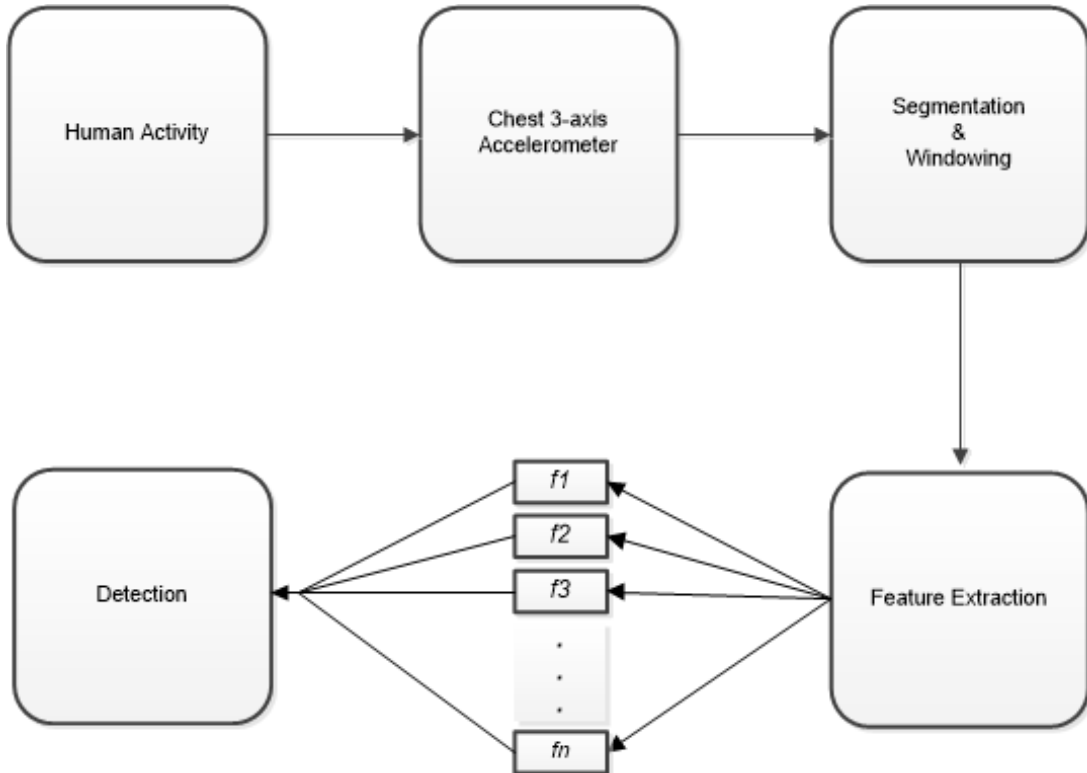 Human Activity
Chest 3-axis
Accelerometer
Segmentation
&
Windowing
Feature Extraction
f1
f2
f3
.
.
.
fn
Detection